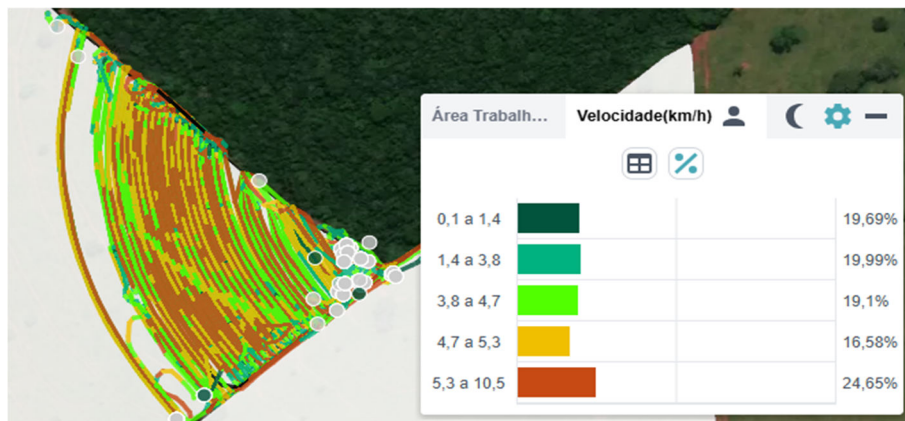 Área Trabalh... Velocidade(km/h)
0,1 a 1,4 19,69%
1,4 a 3,8 19,99%
3,8 a 4,7 19,1%
4,7 a 5,3 16,58%
5,3 a 10,5 24,65%